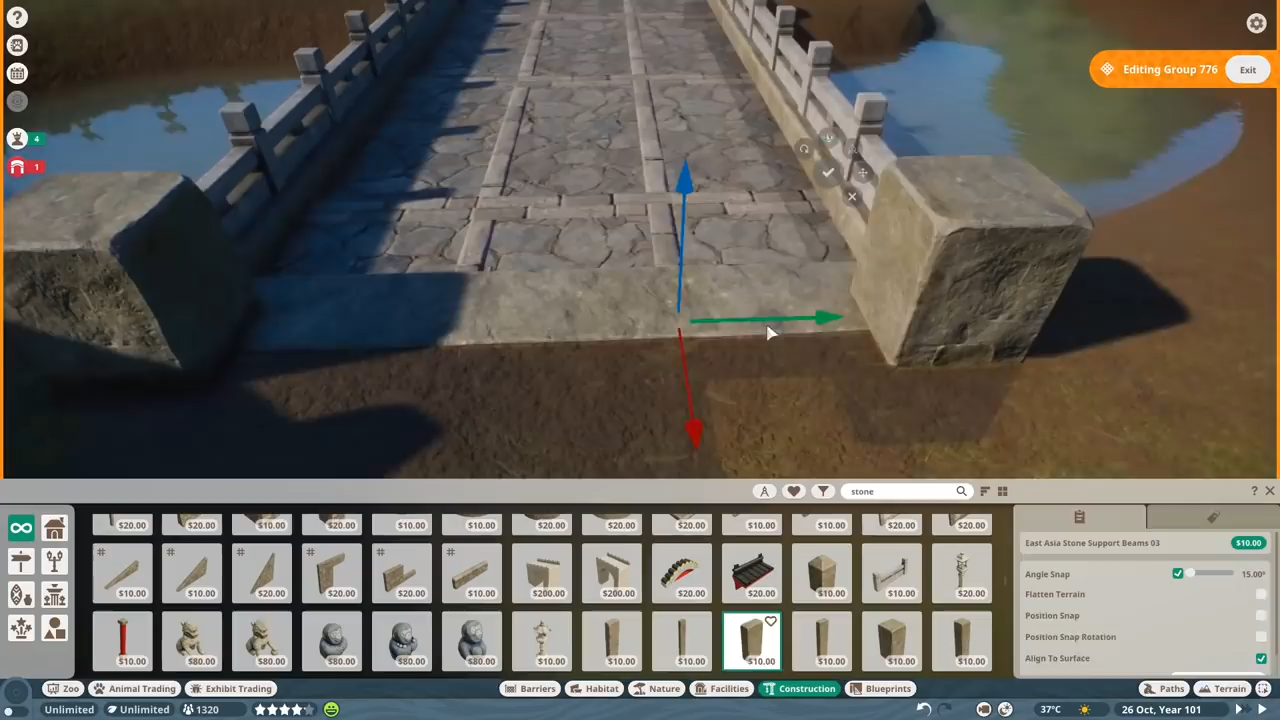 ?
Editing Group 776 Exit
4
1
stone
? ×
$20.00 $20.00 $10.00 $20.00 $10.00 $10.00 $20.00 $20.00 $20.00 $10.00 $10.00 $20.00 $20.00
East Asia Stone Support Beams 03 $10.00
# # # # # #
Angle Snap 15.00°
$10.00 $10.00 $20.00 $20.00 $20.00 $10.00 $200.00 $200.00 $20.00 $20.00 $10.00 $10.00 $20.00
Flatten Terrain
Position Snap
Position Snap Rotation
Align To Surface
$10.00 $80.00 $80.00 $80.00 $80.00 $80.00 $10.00 $10.00 $10.00 $10.00 $10.00 $20.00 $10.00
Zoo Animal Trading Exhibit Trading Barriers Habitat Nature Facilities Construction Blueprints Paths Terrain
Unlimited Unlimited 1320 37°C 26 Oct, Year 101